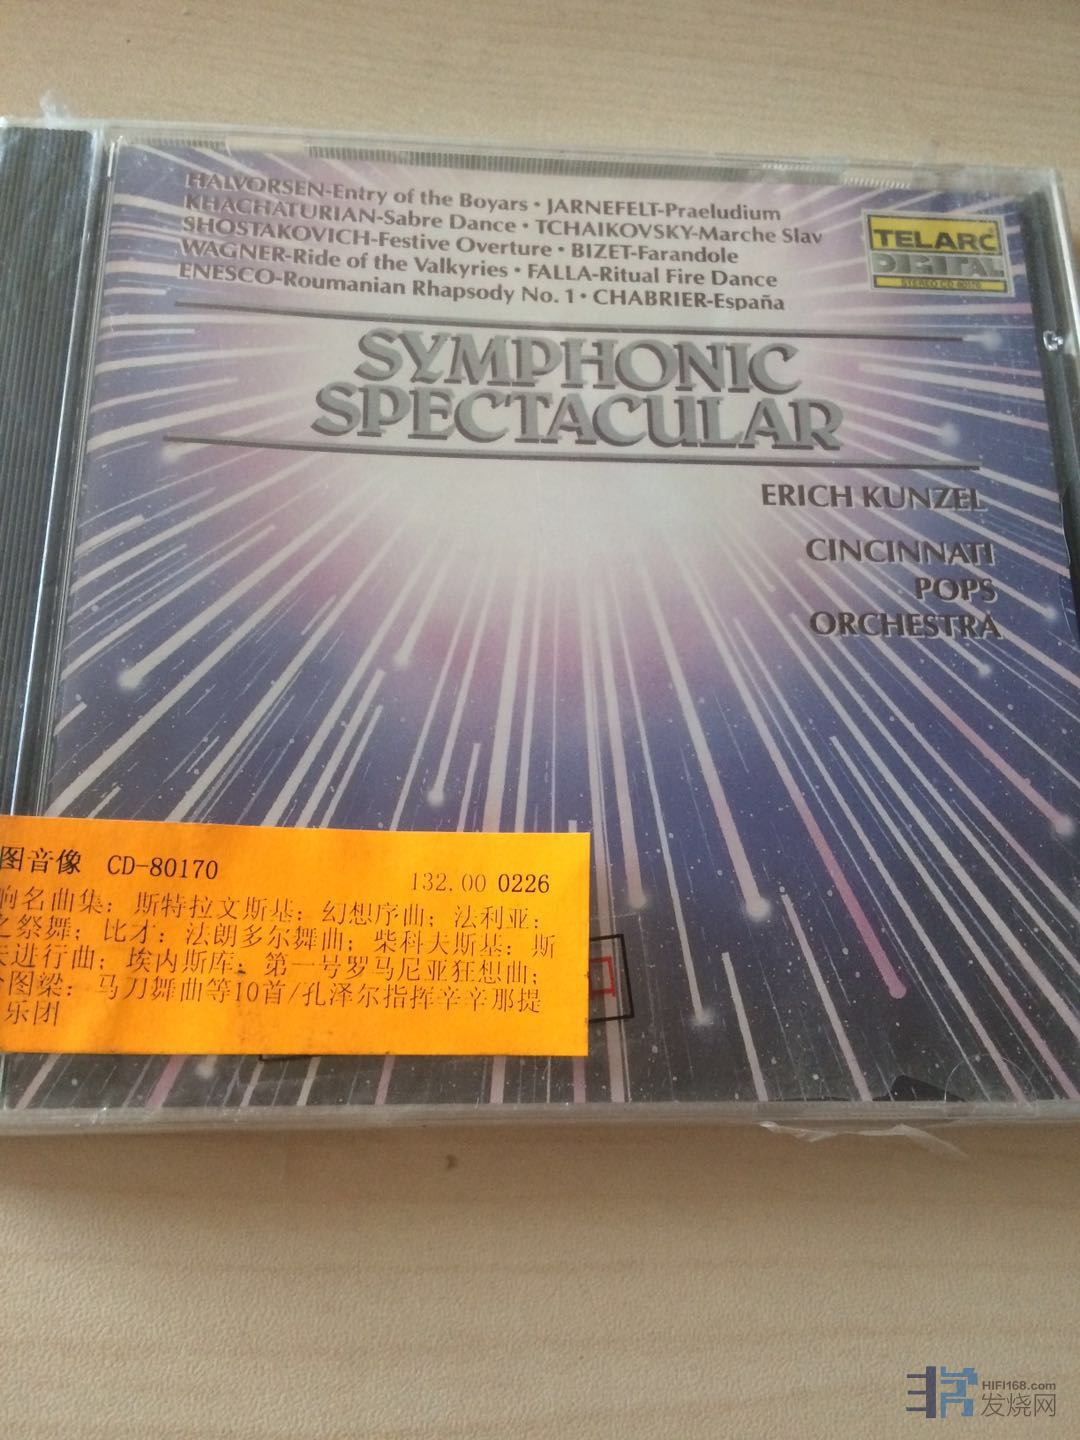 HALVORSEN-Entry of the Boyars • JARNEFELT-Praeludium
KHACHATURIAN-Sabre Dance • TCHAIKOVSKY-Marche Slav
SHOSTAKOVICH-Festive Overture • BIZET-Farandole
WAGNER-Ride of the Valkyries • FALLA-Ritual Fire Dance
ENESCO-Roumanian Rhapsody No. 1 • CHABRIER-España
TELARC
DIGITAL
STEREO CD-80170
SYMPHONIC
SPECTACULAR
ERICH KUNZEL
CINCINNATI
POPS
ORCHESTRA
图音像 CD-80170 132.00 0226
响名曲集；斯特拉文斯基：幻想序曲；法利亚：
之祭舞；比才：法朗多尔舞曲；柴科夫斯基：斯
夫进行曲；埃内斯库：第一号罗马尼亚狂想曲；
图梁：马刀舞曲等10首/孔泽尔指挥辛辛那提
乐团
HIFI168.com
发烧网